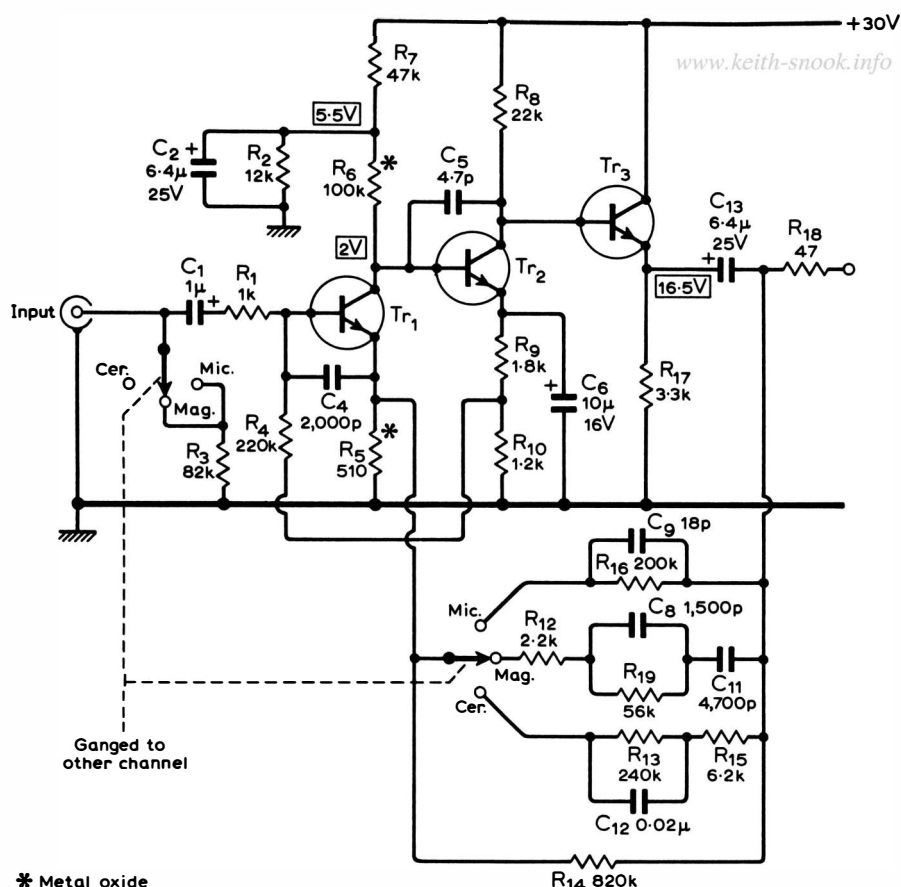 +30V
www.keith-snook.info
R7
47k
5·5V
R8
22k
C2 +
6·4μ
25V
R2
12k
R6
100k
*
C5
4·7p
Tr3
C13
6·4μ
25V
+
R18
47
2V
Tr2
16·5V
C1
1μ
+
R1
1k
Input
Tr1
Cer.
Mic.
Mag.
C4
2,000p
R9
1·8k
+
C6
10μ
16V
R17
3·3k
R4
220k
R3
82k
R5
510
*
R10
1·2k
C9 18p
R16 200k
Mic.
R12
2·2k
C8 1,500p
Mag.
R19
56k
C11
4,700p
Cer.
R13
240k
R15
6·2k
C12 0·02μ
Ganged to
other channel
R14 820k
* Metal oxide